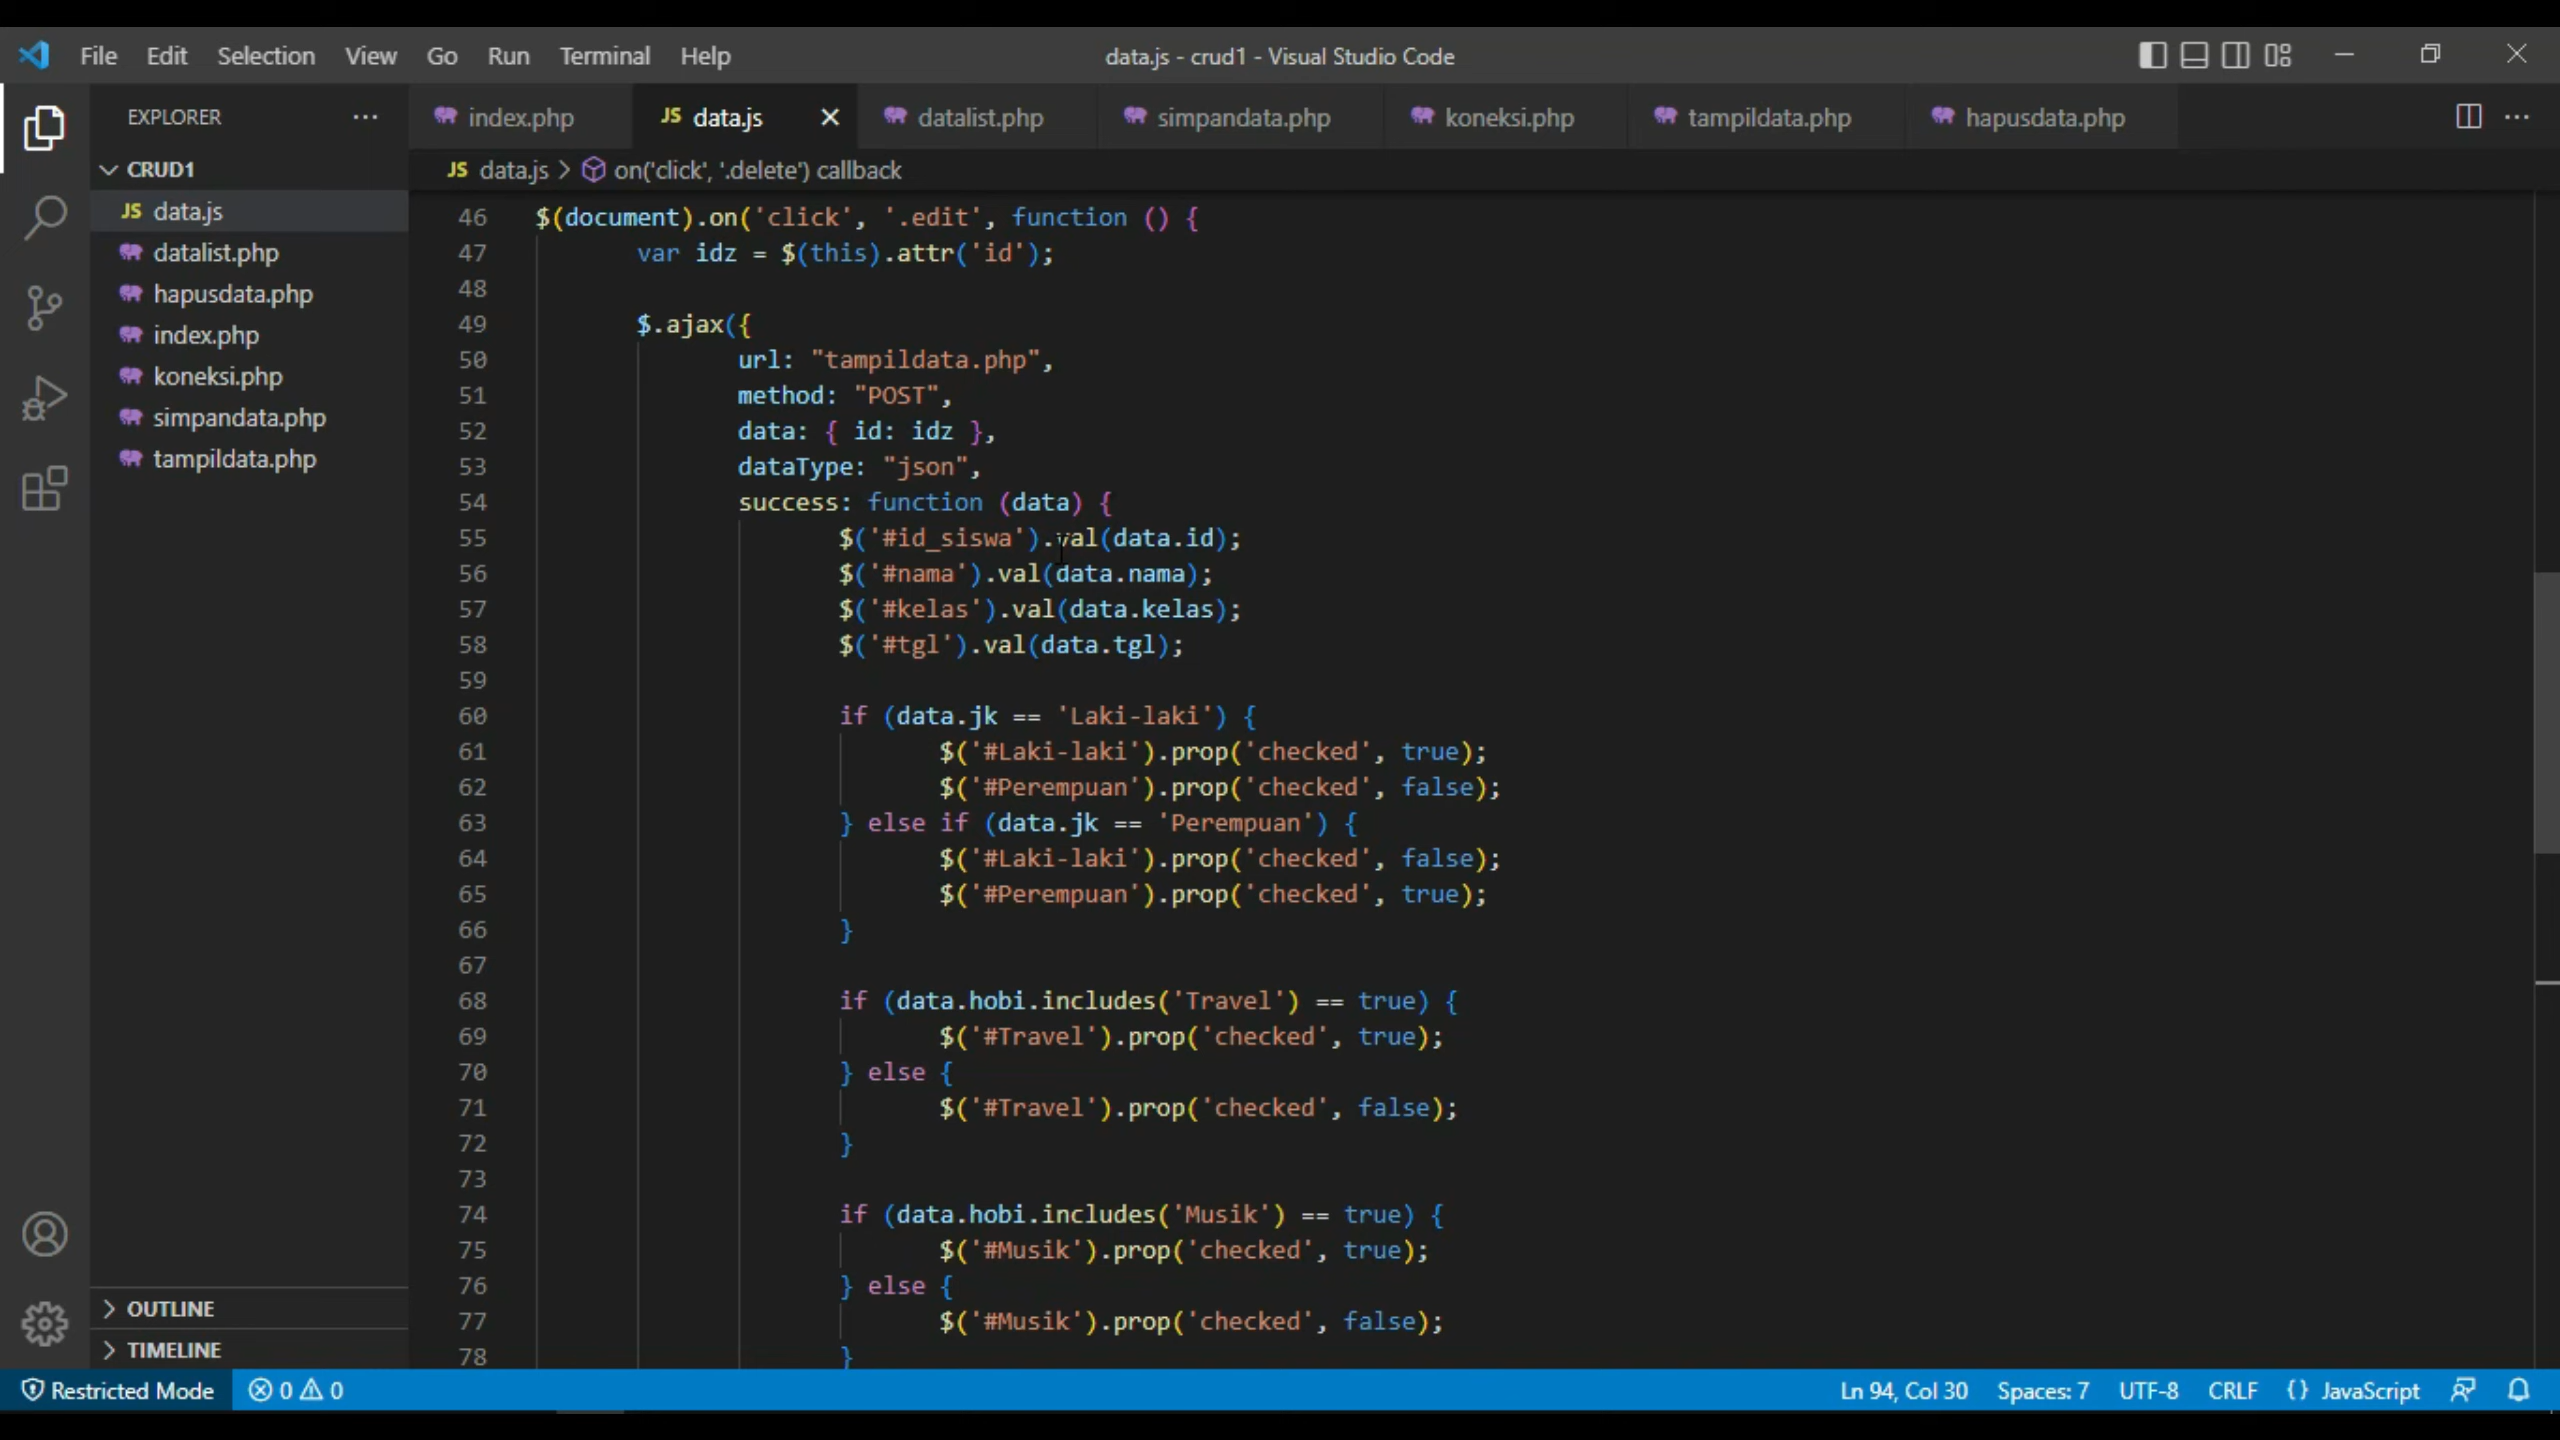 File Edit Selection View Go Run Terminal Help
data.js - crud1 - Visual Studio Code
EXPLORER
index.php
JS data.js
datalist.php
simpandata.php
koneksi.php
tampildata.php
hapusdata.php
CRUD1
JS data.js
datalist.php
hapusdata.php
index.php
koneksi.php
simpandata.php
tampildata.php
OUTLINE
TIMELINE
JS data.js > on('click', '.delete') callback
46 $(document).on('click', '.edit', function () {
47 var idz = $(this).attr('id');
48
49 $.ajax({
50 url: "tampildata.php",
51 method: "POST",
52 data: { id: idz },
53 dataType: "json",
54 success: function (data) {
55 $('#id_siswa').val(data.id);
56 $('#nama').val(data.nama);
57 $('#kelas').val(data.kelas);
58 $('#tgl').val(data.tgl);
59
60 if (data.jk == 'Laki-laki') {
61 $('#Laki-laki').prop('checked', true);
62 $('#Perempuan').prop('checked', false);
63 } else if (data.jk == 'Perempuan') {
64 $('#Laki-laki').prop('checked', false);
65 $('#Perempuan').prop('checked', true);
66 }
67
68 if (data.hobi.includes('Travel') == true) {
69 $('#Travel').prop('checked', true);
70 } else {
71 $('#Travel').prop('checked', false);
72 }
73
74 if (data.hobi.includes('Musik') == true) {
75 $('#Musik').prop('checked', true);
76 } else {
77 $('#Musik').prop('checked', false);
78 }
Restricted Mode 0 0
Ln 94, Col 30 Spaces: 7 UTF-8 CRLF {} JavaScript